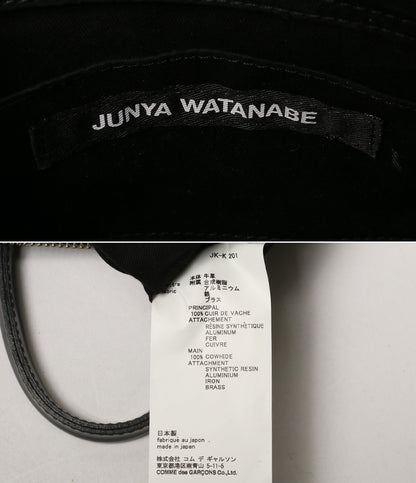 JUNYA WATANABE
JK-K 201
本体 牛革
附属 合成樹脂
アルミニウム
鉄
ブラス
PRINCIPAL
100% CUIR DE VACHE
ATTACHEMENT
RÉSINE SYNTHÉTIQUE
ALUMINIUM
FER
CUIVRE
MAIN
100% COWHIDE
ATTACHMENT
SYNTHETIC RESIN
ALUMINIUM
IRON
BRASS
日本製
fabriqué au japon
made in japan
株式会社 コム デ ギャルソン
東京都港区南青山 5-11-5
COMME des GARÇONS Co.,Ltd